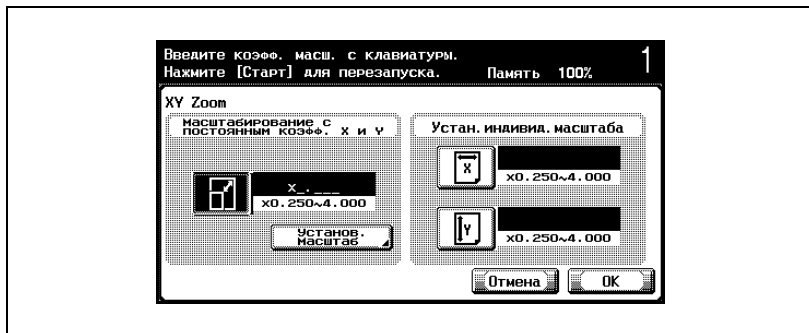 Введите коэфф. масш. с клавиатуры.
Нажмите [Старт] для перезапуска. Память 100% 1
XY Zoom
Масштабирование с
постоянным коэфф. X и Y
Устан. индивид. масштаба
X
x0.250~4.000
x_.___
x0.250~4.000
Установ.
Масштаб
Y
x0.250~4.000
Отмена OK